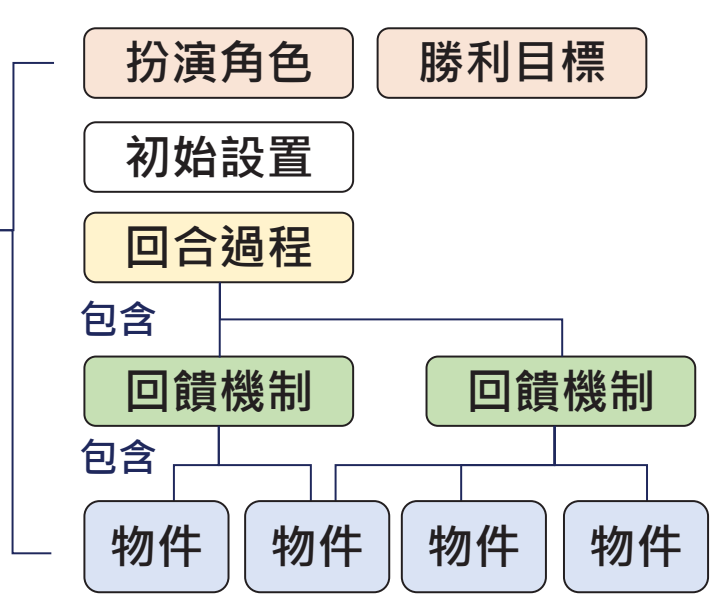 扮演角色 勝利目標
初始設置
回合過程
包含
回饋機制 回饋機制
包含
物件 物件 物件 物件